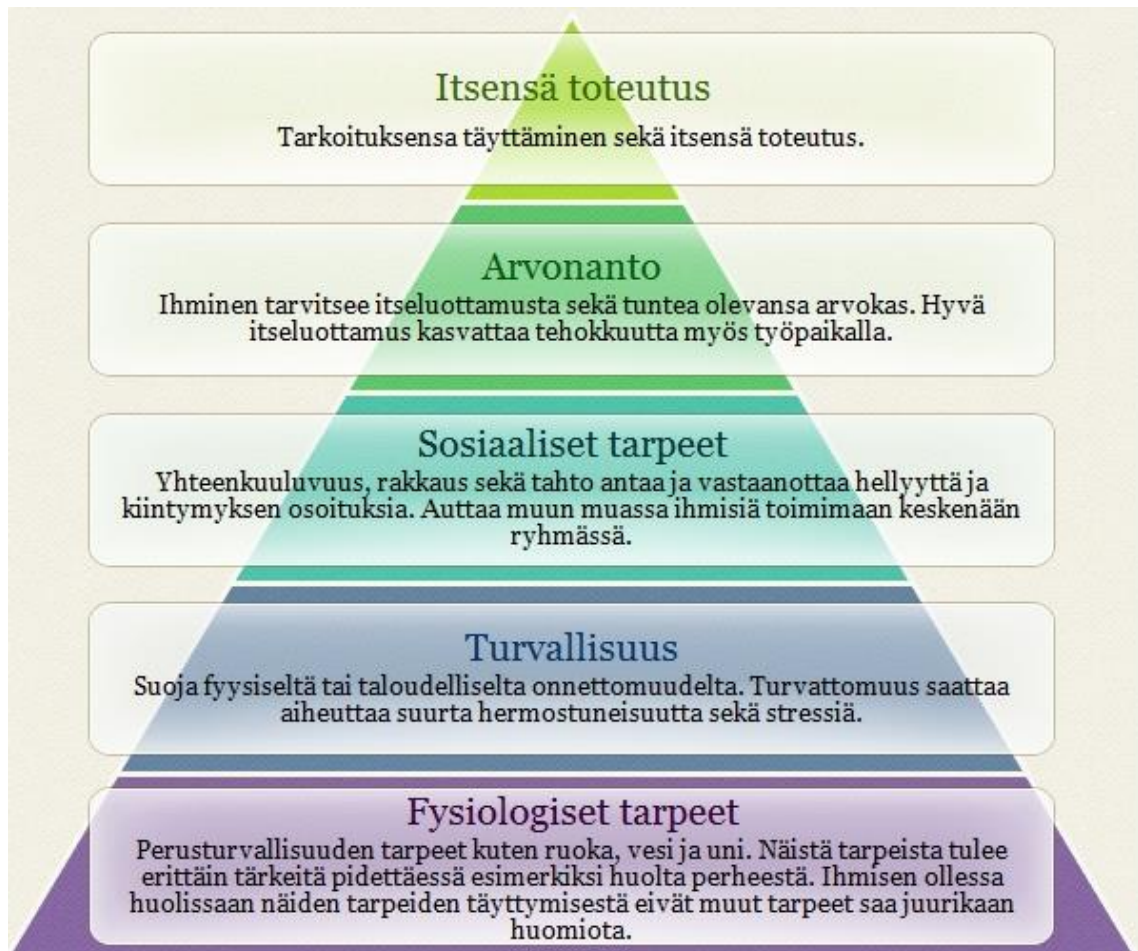 Itsensä toteutus
Tarkoituksensa täyttäminen sekä itsensä toteutus.
Arvonanto
Ihminen tarvitsee itseluottamusta sekä tuntea olevansa arvokas. Hyvä
itseluottamus kasvattaa tehokkuutta myös työpaikalla.
Sosiaaliset tarpeet
Yhteenkuuluvuus, rakkaus sekä tahto antaa ja vastaanottaa hellyyttä ja
kiintymyksen osoituksia. Auttaa muun muassa ihmisiä toimimaan keskenään
ryhmässä.
Turvallisuus
Suoja fyysiseltä tai taloudelliselta onnettomuudelta. Turvattomuus saattaa
aiheuttaa suurta hermostuneisuutta sekä stressiä.
Fysiologiset tarpeet
Perusturvallisuuden tarpeet kuten ruoka, vesi ja uni. Näistä tarpeista tulee
erittäin tärkeitä pidettäessä esimerkiksi huolta perheestä. Ihmisen ollessa
huolissaan näiden tarpeiden täyttymisestä eivät muut tarpeet saa juurikaan
huomiota.